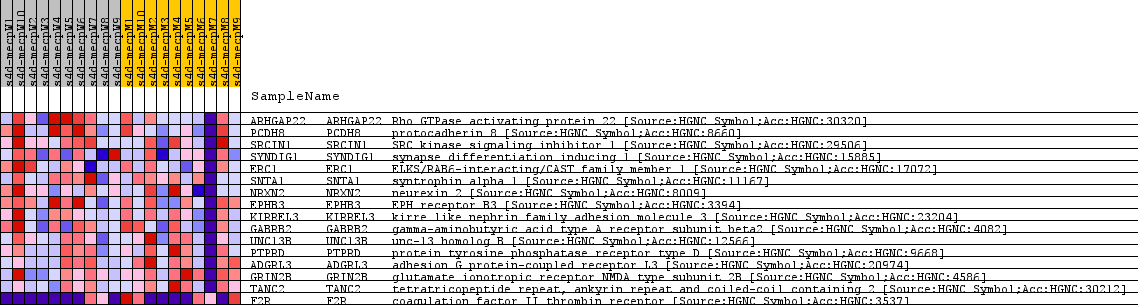 s4d-mecpW1
s4d-mecpW10
s4d-mecpW2
s4d-mecpW3
s4d-mecpW4
s4d-mecpW5
s4d-mecpW6
s4d-mecpW7
s4d-mecpW8
s4d-mecpW9
s4d-mecpM1
s4d-mecpM10
s4d-mecpM2
s4d-mecpM3
s4d-mecpM4
s4d-mecpM5
s4d-mecpM6
s4d-mecpM7
s4d-mecpM8
s4d-mecpM9
SampleName
ARHGAP22 ARHGAP22 Rho GTPase activating protein 22 [Source:HGNC Symbol;Acc:HGNC:30320]
PCDH8 PCDH8 protocadherin 8 [Source:HGNC Symbol;Acc:HGNC:8660]
SRCIN1 SRCIN1 SRC kinase signaling inhibitor 1 [Source:HGNC Symbol;Acc:HGNC:29506]
SYNDIG1 SYNDIG1 synapse differentiation inducing 1 [Source:HGNC Symbol;Acc:HGNC:15885]
ERC1 ERC1 ELKS/RAB6-interacting/CAST family member 1 [Source:HGNC Symbol;Acc:HGNC:17072]
SNTA1 SNTA1 syntrophin alpha 1 [Source:HGNC Symbol;Acc:HGNC:11167]
NRXN2 NRXN2 neurexin 2 [Source:HGNC Symbol;Acc:HGNC:8009]
EPHB3 EPHB3 EPH receptor B3 [Source:HGNC Symbol;Acc:HGNC:3394]
KIRREL3 KIRREL3 kirre like nephrin family adhesion molecule 3 [Source:HGNC Symbol;Acc:HGNC:23204]
GABRB2 GABRB2 gamma-aminobutyric acid type A receptor subunit beta2 [Source:HGNC Symbol;Acc:HGNC:4082]
UNC13B UNC13B unc-13 homolog B [Source:HGNC Symbol;Acc:HGNC:12566]
PTPRD PTPRD protein tyrosine phosphatase receptor type D [Source:HGNC Symbol;Acc:HGNC:9668]
ADGRL3 ADGRL3 adhesion G protein-coupled receptor L3 [Source:HGNC Symbol;Acc:HGNC:20974]
GRIN2B GRIN2B glutamate ionotropic receptor NMDA type subunit 2B [Source:HGNC Symbol;Acc:HGNC:4586]
TANC2 TANC2 tetratricopeptide repeat, ankyrin repeat and coiled-coil containing 2 [Source:HGNC Symbol;Acc:HGNC:30212]
F2R F2R coagulation factor II thrombin receptor [Source:HGNC Symbol;Acc:HGNC:3537]